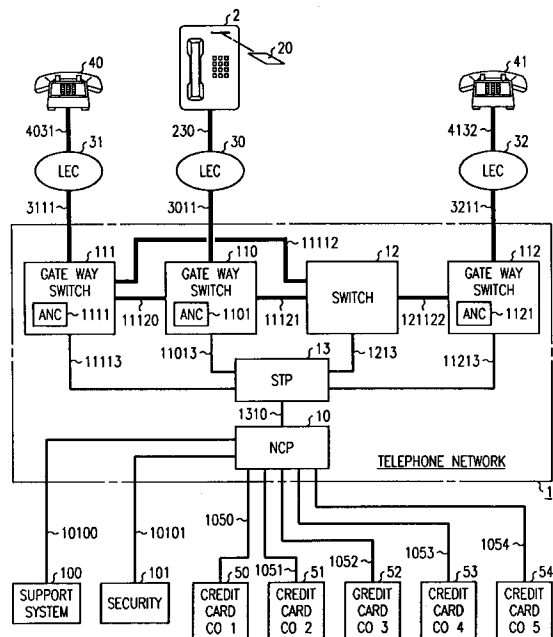 2
20
40
41
4031
230
4132
31
30
32
LEC
LEC
LEC
3111
3011
3211
11112
111
110
12
112
GATE WAY
SWITCH
GATE WAY
SWITCH
SWITCH
GATE WAY
SWITCH
ANC
1111
ANC
1101
ANC
1121
11120
11121
121122
11113
11013
13
1213
11213
STP
1310
10
NCP
TELEPHONE NETWORK
1
10100
10101
1050
1051
1052
1053
1054
100
101
50
51
52
53
54
SUPPORT
SYSTEM
SECURITY
CREDIT
CARD
CO 1
CREDIT
CARD
CO 2
CREDIT
CARD
CO 3
CREDIT
CARD
CO 4
CREDIT
CARD
CO 5